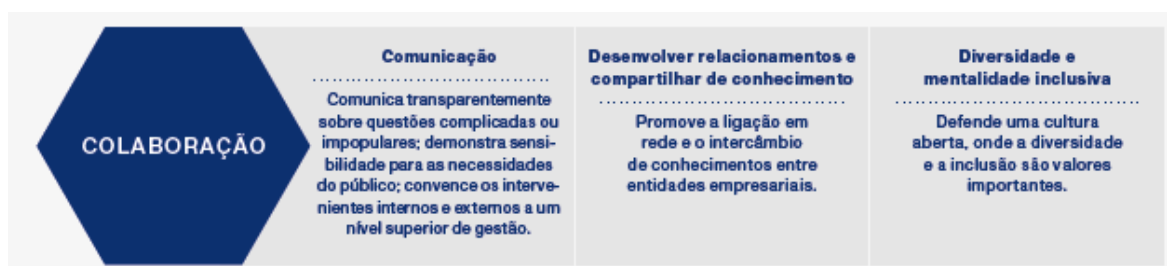 COLABORAÇÃO
Comunicação
Comunica transparentemente
sobre questões complicadas ou
impopulares; demonstra sensi-
bilidade para as necessidades
do público; convence os interve-
nientes internos e externos a um
nível superior de gestão.
Desenvolver relacionamentos e
compartilhar de conhecimento
Promove a ligação em
rede e o intercâmbio
de conhecimentos entre
entidades empresariais.
Diversidade e
mentalidade inclusiva
Defende uma cultura
aberta, onde a diversidade
e a inclusão são valores
importantes.